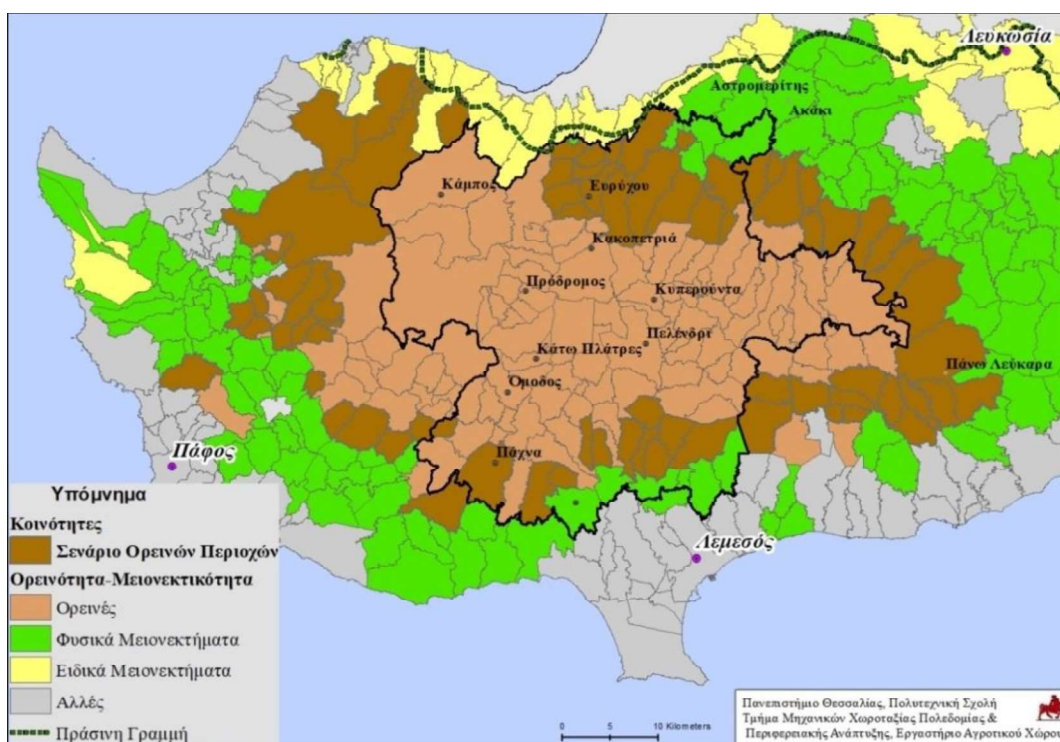 Λευκωσία
Αστρομερίτης
Ακάκι
Κάμπος
Ευρύχου
Κακοπετριά
Πρόδρομος
Κυπερούντα
Πελένδρι
Κάτω Πλάτρες
Πάνω Λεύκαρα
Όμοδος
Πάφος
Πάχνα
Λεμεσός
Υπόμνημα
Κοινότητες
Σενάριο Ορεινών Περιοχών
Ορεινότητα-Μειονεκτικότητα
Ορεινές
Φυσικά Μειονεκτήματα
Ειδικά Μειονεκτήματα
Αλλές
Πράσινη Γραμμή
0 5 10 Kilometers
Πανεπιστήμιο Θεσσαλίας, Πολυτεχνική Σχολή
Τμήμα Μηχανικών Χωροταξίας Πολεδομίας &
Περιφερειακής Ανάπτυξης, Εργαστήριο Αγροτικού Χώρου